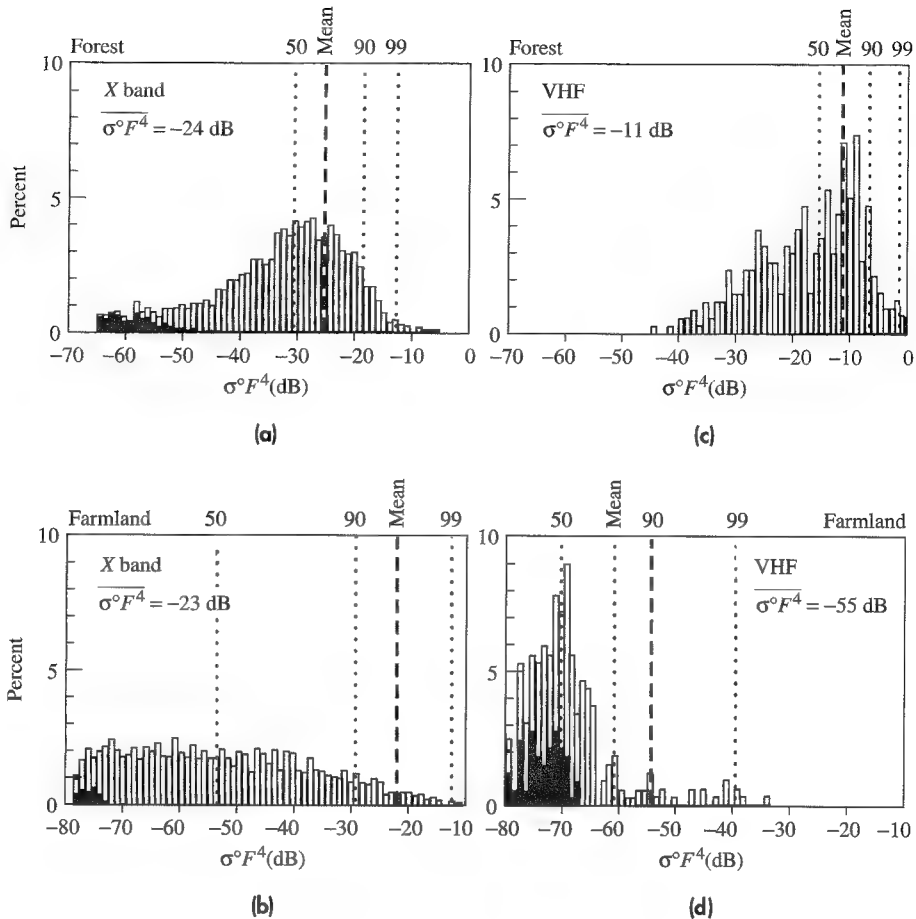 Forest 50 Mean 90 99
10
X band
σ°F⁴ = −24 dB
5
0
Percent
−70 −60 −50 −40 −30 −20 −10 0
σ°F⁴(dB)
(a)
Forest 50 Mean 90 99
10
VHF
σ°F⁴ = −11 dB
5
0
−70 −60 −50 −40 −30 −20 −10 0
σ°F⁴(dB)
(c)
Farmland 50 90 Mean 99
10
X band
σ°F⁴ = −23 dB
5
0
Percent
−80 −70 −60 −50 −40 −30 −20 −10
σ°F⁴(dB)
(b)
50 Mean 90 99 Farmland
10
VHF
σ°F⁴ = −55 dB
5
0
−80 −70 −60 −50 −40 −30 −20 −10
σ°F⁴(dB)
(d)